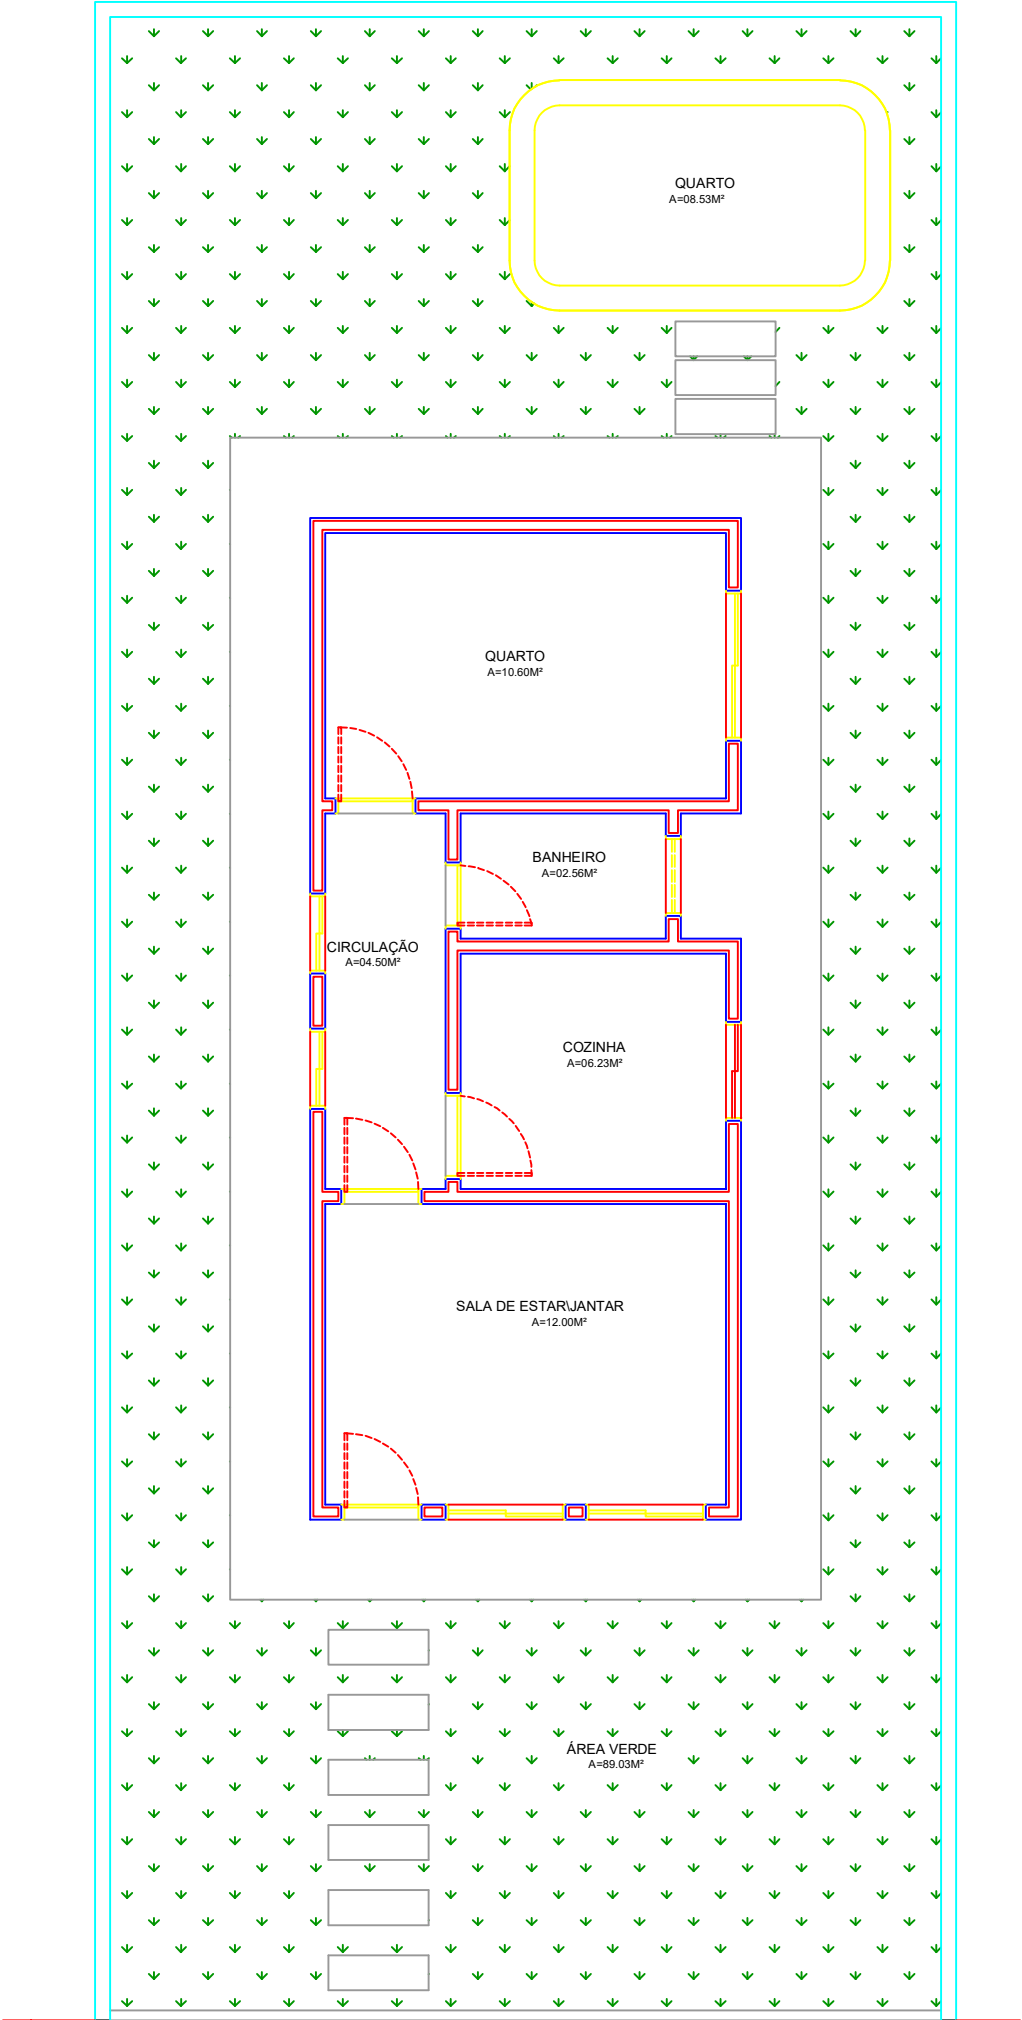 QUARTO
A=08.53M²
QUARTO
A=10.60M²
BANHEIRO
A=02.56M²
CIRCULAÇÃO
A=04.50M²
COZINHA
A=06.23M²
SALA DE ESTAR\JANTAR
A=12.00M²
ÁREA VERDE
A=89.03M²